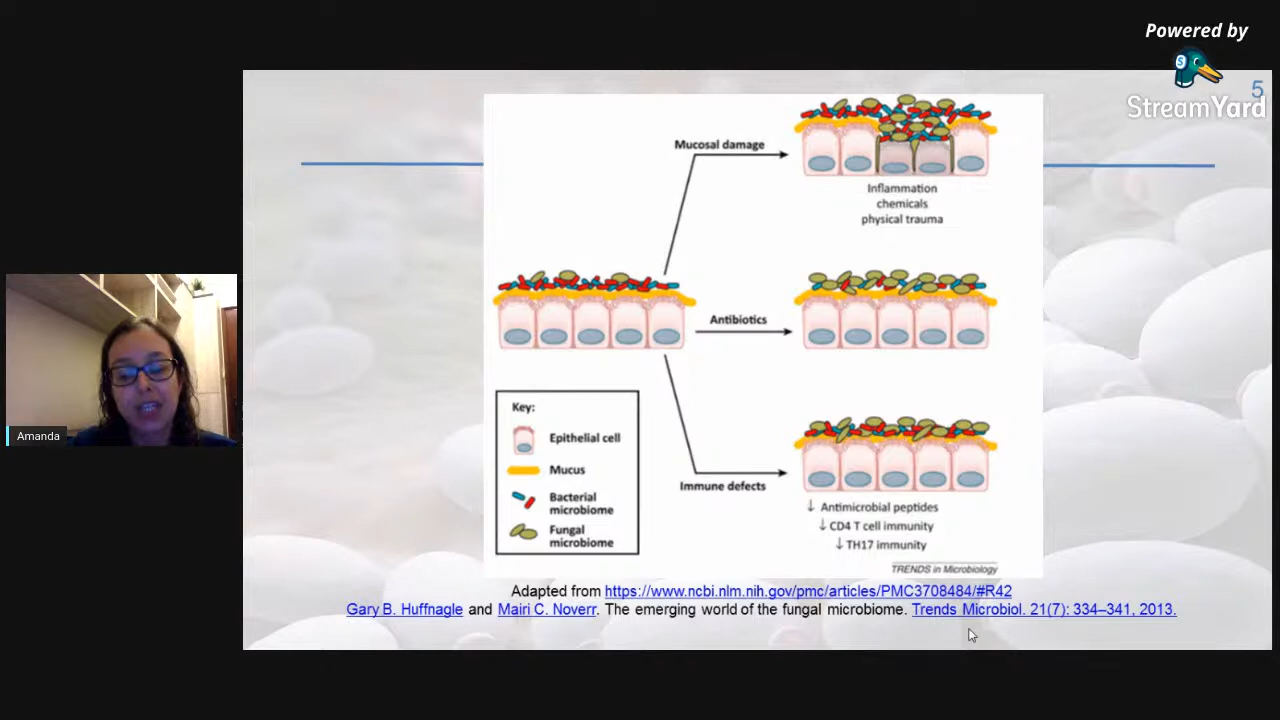 Powered by
StreamYard
5
Mucosal damage
Inflammation
chemicals
physical trauma
Antibiotics
Key:
Epithelial cell
Mucus
Bacterial
microbiome
Fungal
microbiome
Immune defects
↓ Antimicrobial peptides
↓ CD4 T cell immunity
↓ TH17 immunity
TRENDS in Microbiology
Adapted from https://www.ncbi.nlm.nih.gov/pmc/articles/PMC3708484/#R42
Gary B. Huffnagle and Mairi C. Noverr. The emerging world of the fungal microbiome. Trends Microbiol. 21(7): 334–341, 2013.
Amanda